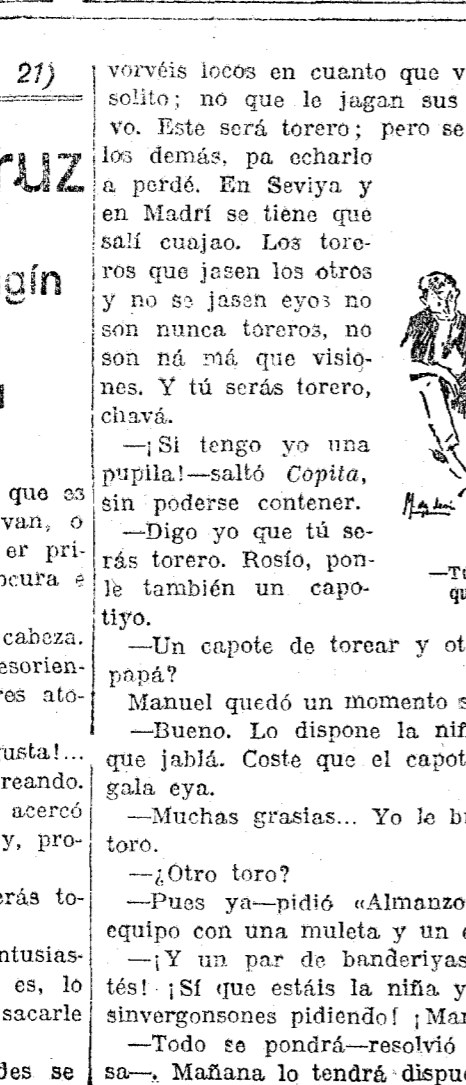 21)
ruz
gín
que es
van, o
er pri-
ocura e
cabeza.
esorien-
res ato-
usta!...
reando.
acercó
y, pro-
erás to-
ntusias-
es, lo
sacarle
des se
vorvéis locos en cuanto que v
solito; no que le jagan sus
vo. Este será torero; pero se
los demás, pa echarlo
a perdé. En Seviya y
en Madrí se tiene que
salí cuajao. Los tore-
ros que jasen los otros
y no se jasen eyos no
son nunca toreros, no
son ná má que visio-
nes. Y tú serás torero,
chavá.
—¡Si tengo yo una
pupila!—saltó Copita,
sin poderse contener.
—Digo yo que tú se-
rás torero. Rosío, pon-
le también un capo-
tiyo.
—Un capote de torear y ot
papá?
Manuel quedó un momento s
—Bueno. Lo dispone la niñ
que jablá. Coste que el capot
gala eya.
—Muchas grasias... Yo le br
toro.
—¿Otro toro?
—Pues ya—pidió «Almanzo
equipo con una muleta y un e
—¡Y un par de banderiyas
tés! ¡Sí que estáis la niña y
sinvergonsones pidiendo! ¡Mar
—Todo se pondrá—resolvió
sa—. Mañana lo tendrá dispue
—Tú
qu